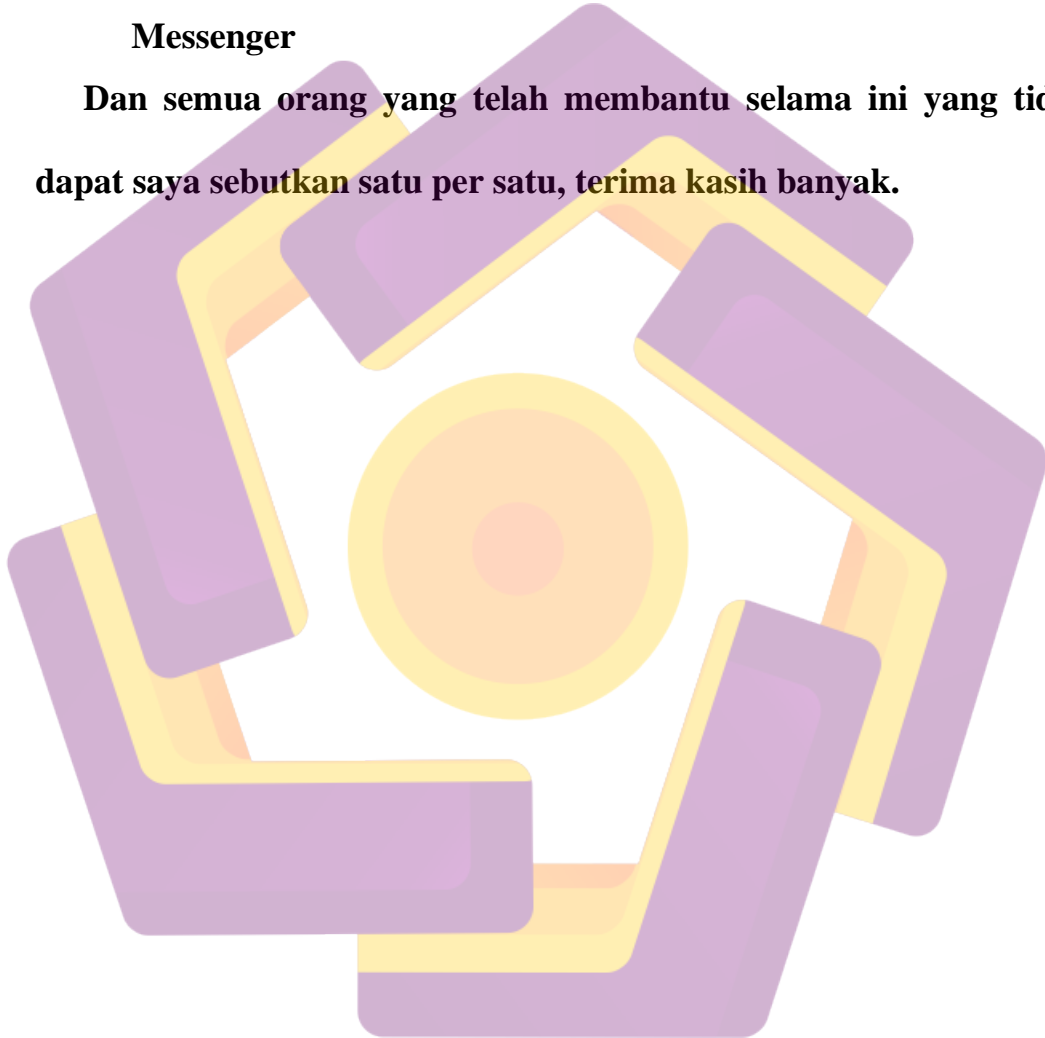 Messenger
Dan semua orang yang telah membantu selama ini yang
dapat saya sebutkan satu per satu, terima kasih banyak.